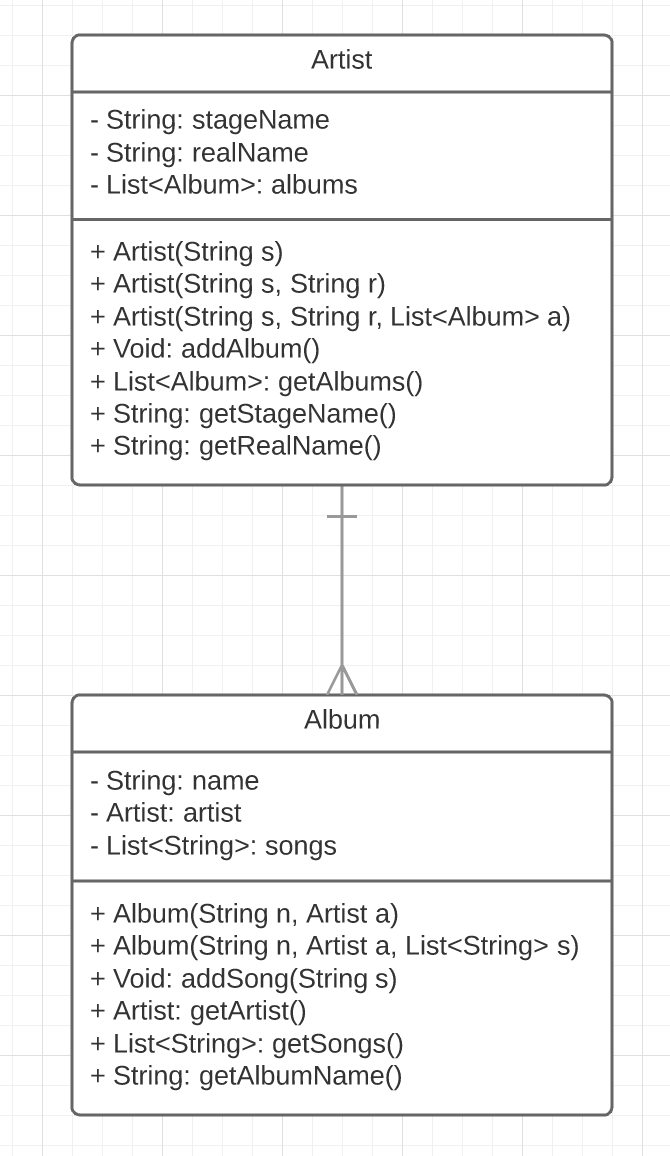 Artist
- String: stageName
- String: realName
- List<Album>: albums
+ Artist(String s)
+ Artist(String s, String r)
+ Artist(String s, String r, List<Album> a)
+ Void: addAlbum()
+ List<Album>: getAlbums()
+ String: getStageName()
+ String: getRealName()
Album
- String: name
- Artist: artist
- List<String>: songs
+ Album(String n, Artist a)
+ Album(String n, Artist a, List<String> s)
+ Void: addSong(String s)
+ Artist: getArtist()
+ List<String>: getSongs()
+ String: getAlbumName()